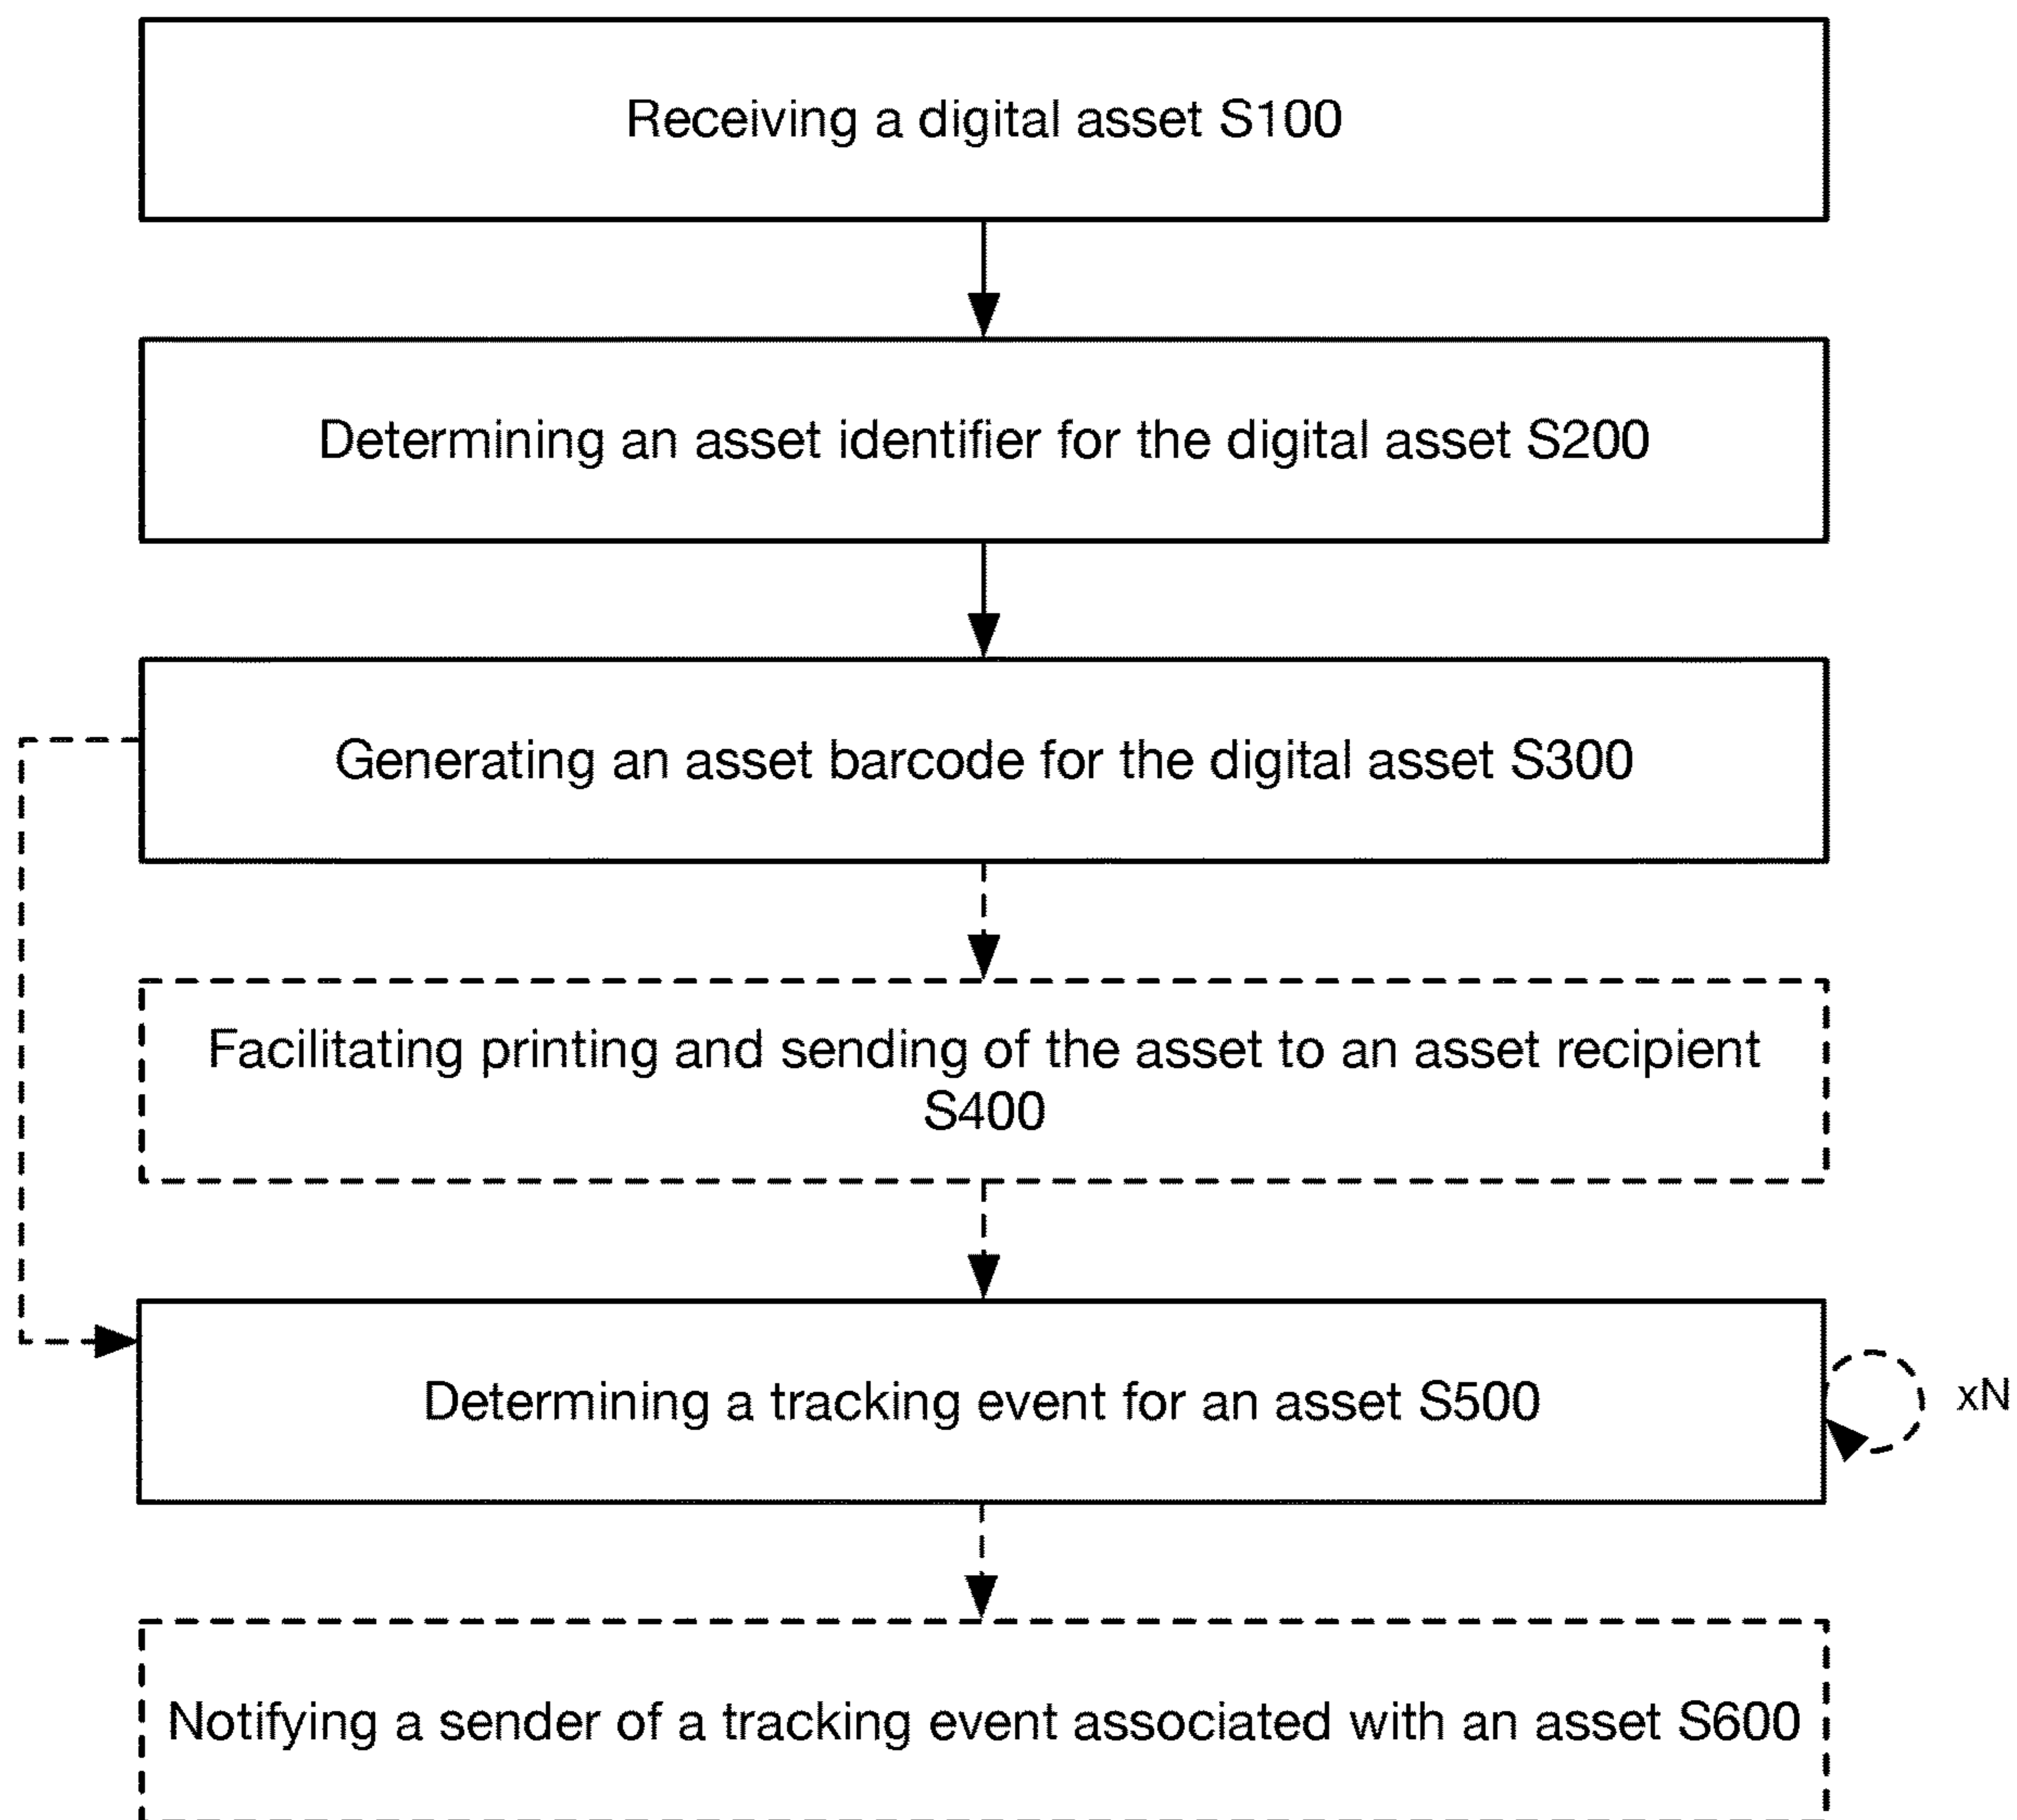 Receiving a digital asset S100
Determining an asset identifier for the digital asset S200
Generating an asset barcode for the digital asset S300
Facilitating printing and sending of the asset to an asset recipient
S400
Determining a tracking event for an asset S500
xN
Notifying a sender of a tracking event associated with an asset S600